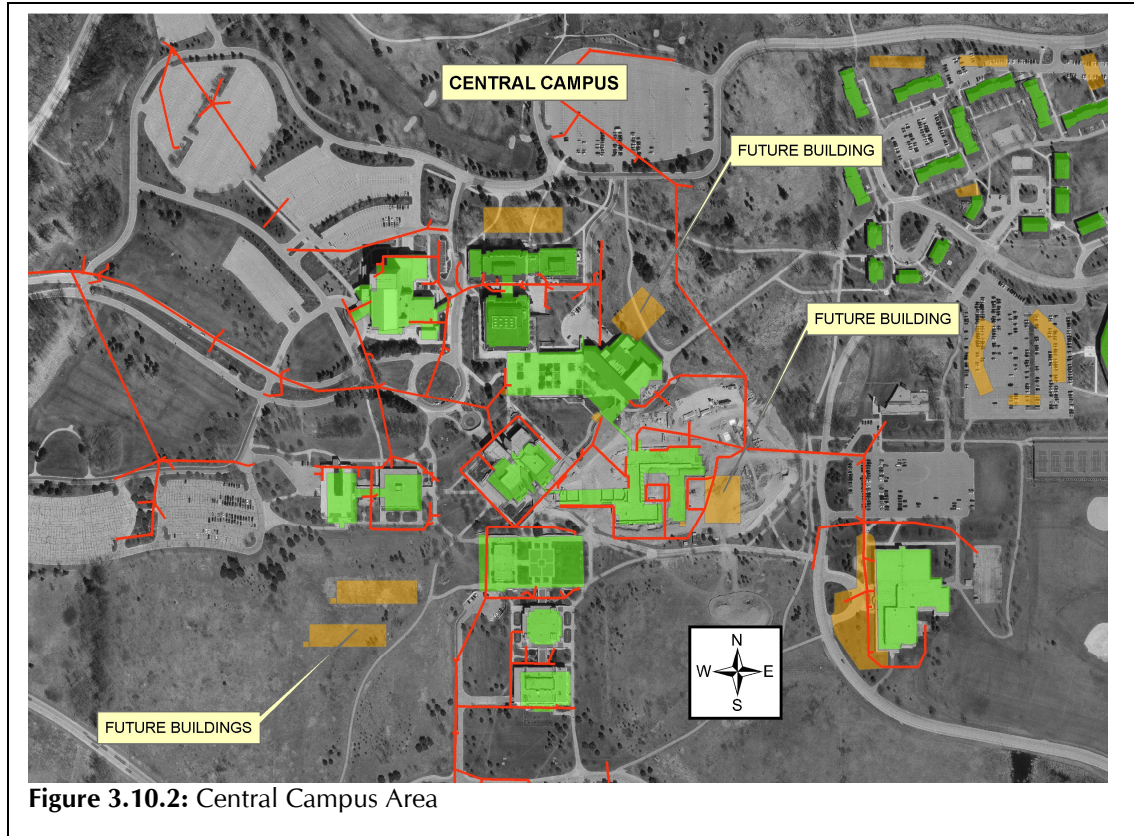 CENTRAL CAMPUS
FUTURE BUILDING
FUTURE BUILDING
N
W E
S
FUTURE BUILDINGS
Figure 3.10.2: Central Campus Area